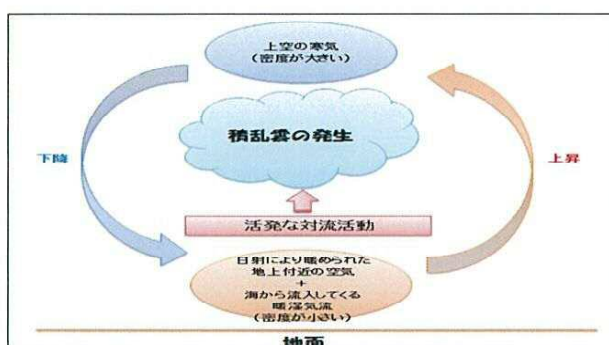 上空の寒気
(密度が大きい)
積乱雲の発生
下降
上昇
活発な対流活動
日射により暖められた
地上付近の空気
+
海から流入してくる
暖湿気流
(密度が小さい)
地面